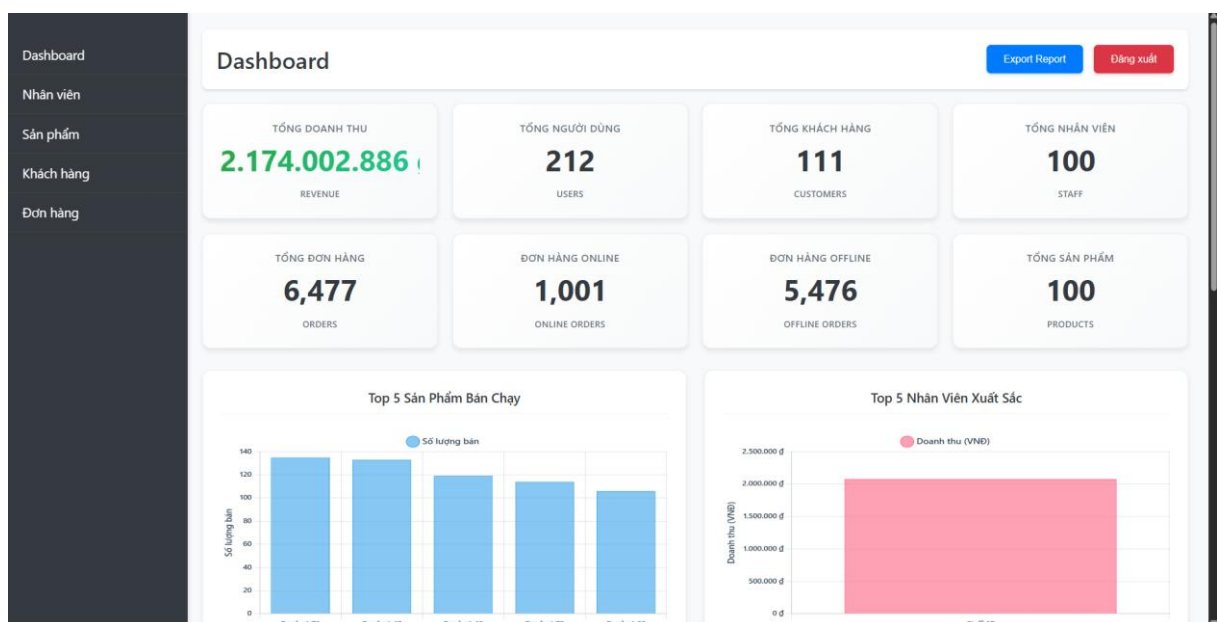 Dashboard
Nhân viên
Sản phẩm
Khách hàng
Đơn hàng
Dashboard
Export Report
Đăng xuất
TỔNG DOANH THU
2.174.002.886
REVENUE
TỔNG NGƯỜI DÙNG
212
USERS
TỔNG KHÁCH HÀNG
111
CUSTOMERS
TỔNG NHÂN VIÊN
100
STAFF
TỔNG ĐƠN HÀNG
6,477
ORDERS
ĐƠN HÀNG ONLINE
1,001
ONLINE ORDERS
ĐƠN HÀNG OFFLINE
5,476
OFFLINE ORDERS
TỔNG SẢN PHẨM
100
PRODUCTS
Top 5 Sản Phẩm Bán Chạy
Số lượng bán
Số lượng bán
140
120
100
80
60
40
20
0
Top 5 Nhân Viên Xuất Sắc
Doanh thu (VNĐ)
Doanh thu (VNĐ)
2.500.000 ₫
2.000.000 ₫
1.500.000 ₫
1.000.000 ₫
500.000 ₫
0 ₫